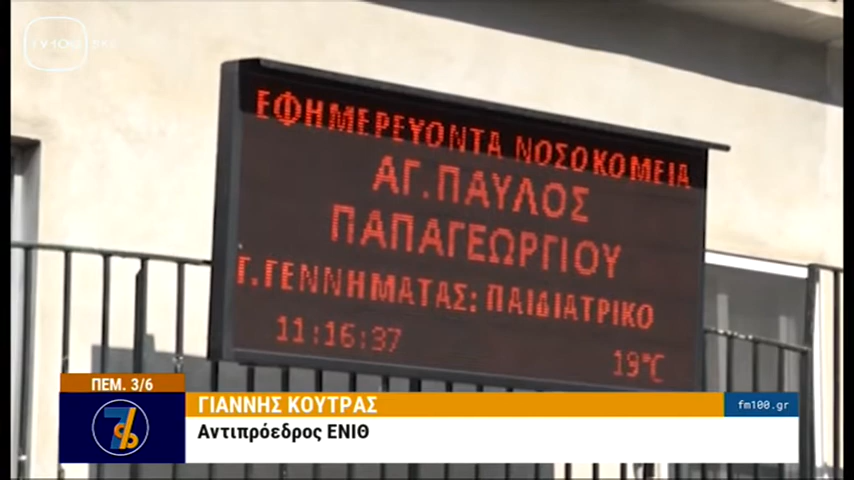 TV100
ΕΦΗΜΕΡΕΥΟΝΤΑ ΝΟΣΟΚΟΜΕΙΑ
ΑΓ.ΠΑΥΛΟΣ
ΠΑΠΑΓΕΩΡΓΙΟΥ
Γ.ΓΕΝΝΗΜΑΤΑΣ: ΠΑΙΔΙΑΤΡΙΚΟ
11:16:37 19°C
ΠΕΜ. 3/6
ΓΙΑΝΝΗΣ ΚΟΥΤΡΑΣ
fm100.gr
Αντιπρόεδρος ΕΝΙΘ